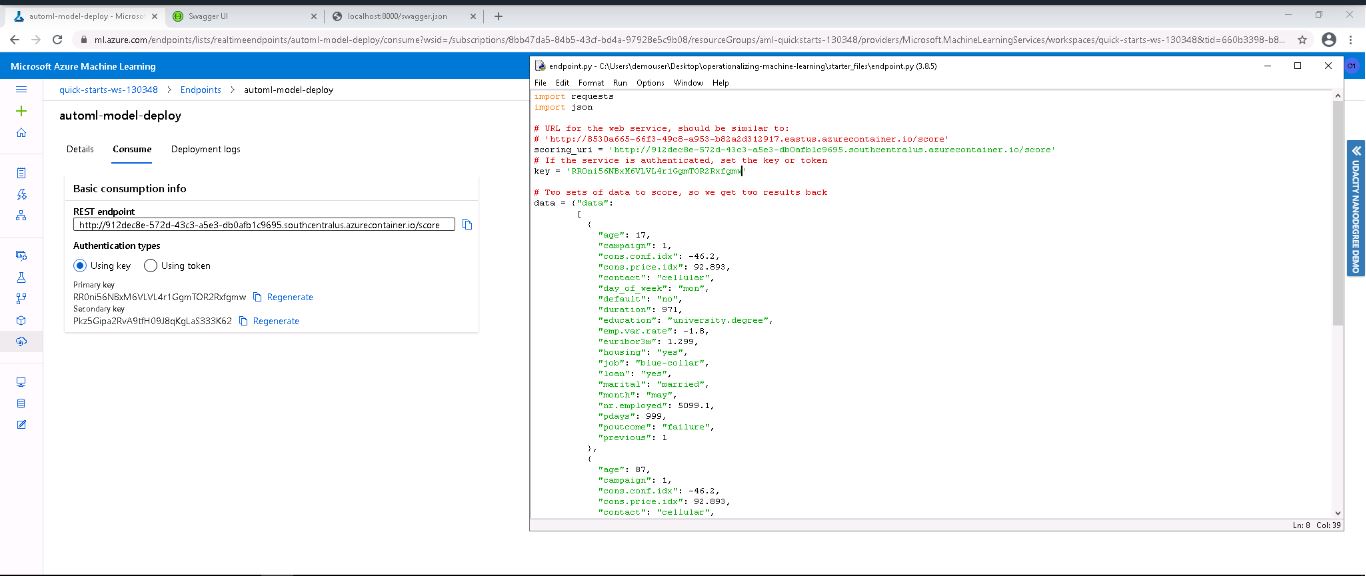 automl-model-deploy - Microsof
Swagger UI
localhost:8000/swagger.json
ml.azure.com/endpoints/lists/realtimeendpoints/automl-model-deploy/consume?wsid=/subscriptions/8bb47da5-84b5-43cf-bd4a-97928e5c9b08/resourceGroups/aml-quickstarts-130348/providers/Microsoft.MachineLearningServices/workspaces/quick-starts-ws-130348&tid=660b3398-b8...
Microsoft Azure Machine Learning
quick-starts-ws-130348 > Endpoints > automl-model-deploy
automl-model-deploy
Details Consume Deployment logs
Basic consumption info
REST endpoint
http://912dec8e-572d-43c3-a5e3-db0afb1c9695.southcentralus.azurecontainer.io/score
Authentication types
Using key Using token
Primary key
RR0ni56NBxM6VLVL4r1GgmTOR2Rxfgmw Regenerate
Secondary key
Pkz5Gipa2RvA9tfH09J8qKgLaS333K62 Regenerate
endpoint.py - C:\Users\demouser\Desktop\operationalizing-machine-learning\starter_files\endpoint.py (3.8.5)
File Edit Format Run Options Window Help
import requests
import json
# URL for the web service, should be similar to:
# 'http://8530a665-66f3-49c8-a953-b82a2d312917.eastus.azurecontainer.io/score'
scoring_uri = 'http://912dec8e-572d-43c3-a5e3-db0afb1c9695.southcentralus.azurecontainer.io/score'
# If the service is authenticated, set the key or token
key = 'RR0ni56NBxM6VLVL4r1GgmTOR2Rxfgmw'
# Two sets of data to score, so we get two results back
data = {"data":
[
{
"age": 17,
"campaign": 1,
"cons.conf.idx": -46.2,
"cons.price.idx": 92.893,
"contact": "cellular",
"day_of_week": "mon",
"default": "no",
"duration": 971,
"education": "university.degree",
"emp.var.rate": -1.8,
"euribor3m": 1.299,
"housing": "yes",
"job": "blue-collar",
"loan": "yes",
"marital": "married",
"month": "may",
"nr.employed": 5099.1,
"pdays": 999,
"poutcome": "failure",
"previous": 1
},
{
"age": 87,
"campaign": 1,
"cons.conf.idx": -46.2,
"cons.price.idx": 92.893,
"contact": "cellular",
Ln: 8 Col: 39
UDACITY NANODEGREE DEMO